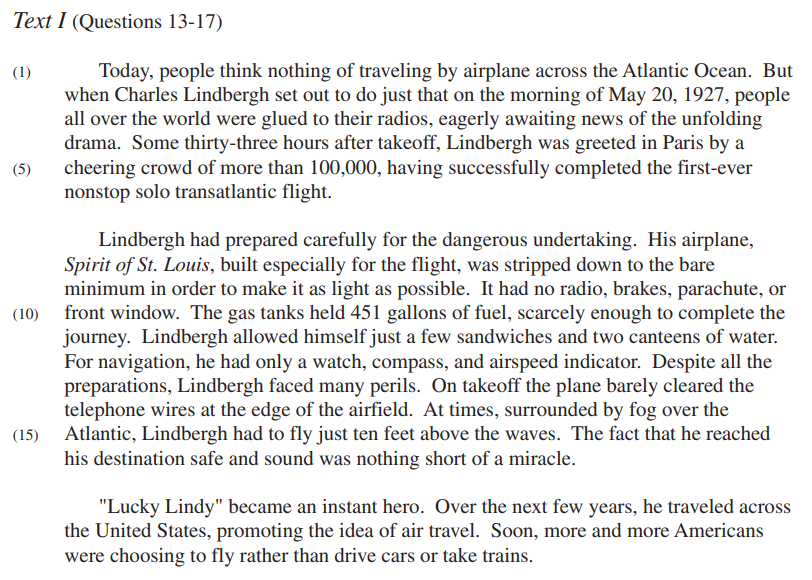 Text I (Questions 13-17)
(1) Today, people think nothing of traveling by airplane across the Atlantic Ocean. But
when Charles Lindbergh set out to do just that on the morning of May 20, 1927, people
all over the world were glued to their radios, eagerly awaiting news of the unfolding
drama. Some thirty-three hours after takeoff, Lindbergh was greeted in Paris by a
(5) cheering crowd of more than 100,000, having successfully completed the first-ever
nonstop solo transatlantic flight.
Lindbergh had prepared carefully for the dangerous undertaking. His airplane,
Spirit of St. Louis, built especially for the flight, was stripped down to the bare
minimum in order to make it as light as possible. It had no radio, brakes, parachute, or
(10) front window. The gas tanks held 451 gallons of fuel, scarcely enough to complete the
journey. Lindbergh allowed himself just a few sandwiches and two canteens of water.
For navigation, he had only a watch, compass, and airspeed indicator. Despite all the
preparations, Lindbergh faced many perils. On takeoff the plane barely cleared the
telephone wires at the edge of the airfield. At times, surrounded by fog over the
(15) Atlantic, Lindbergh had to fly just ten feet above the waves. The fact that he reached
his destination safe and sound was nothing short of a miracle.
"Lucky Lindy" became an instant hero. Over the next few years, he traveled across
the United States, promoting the idea of air travel. Soon, more and more Americans
were choosing to fly rather than drive cars or take trains.